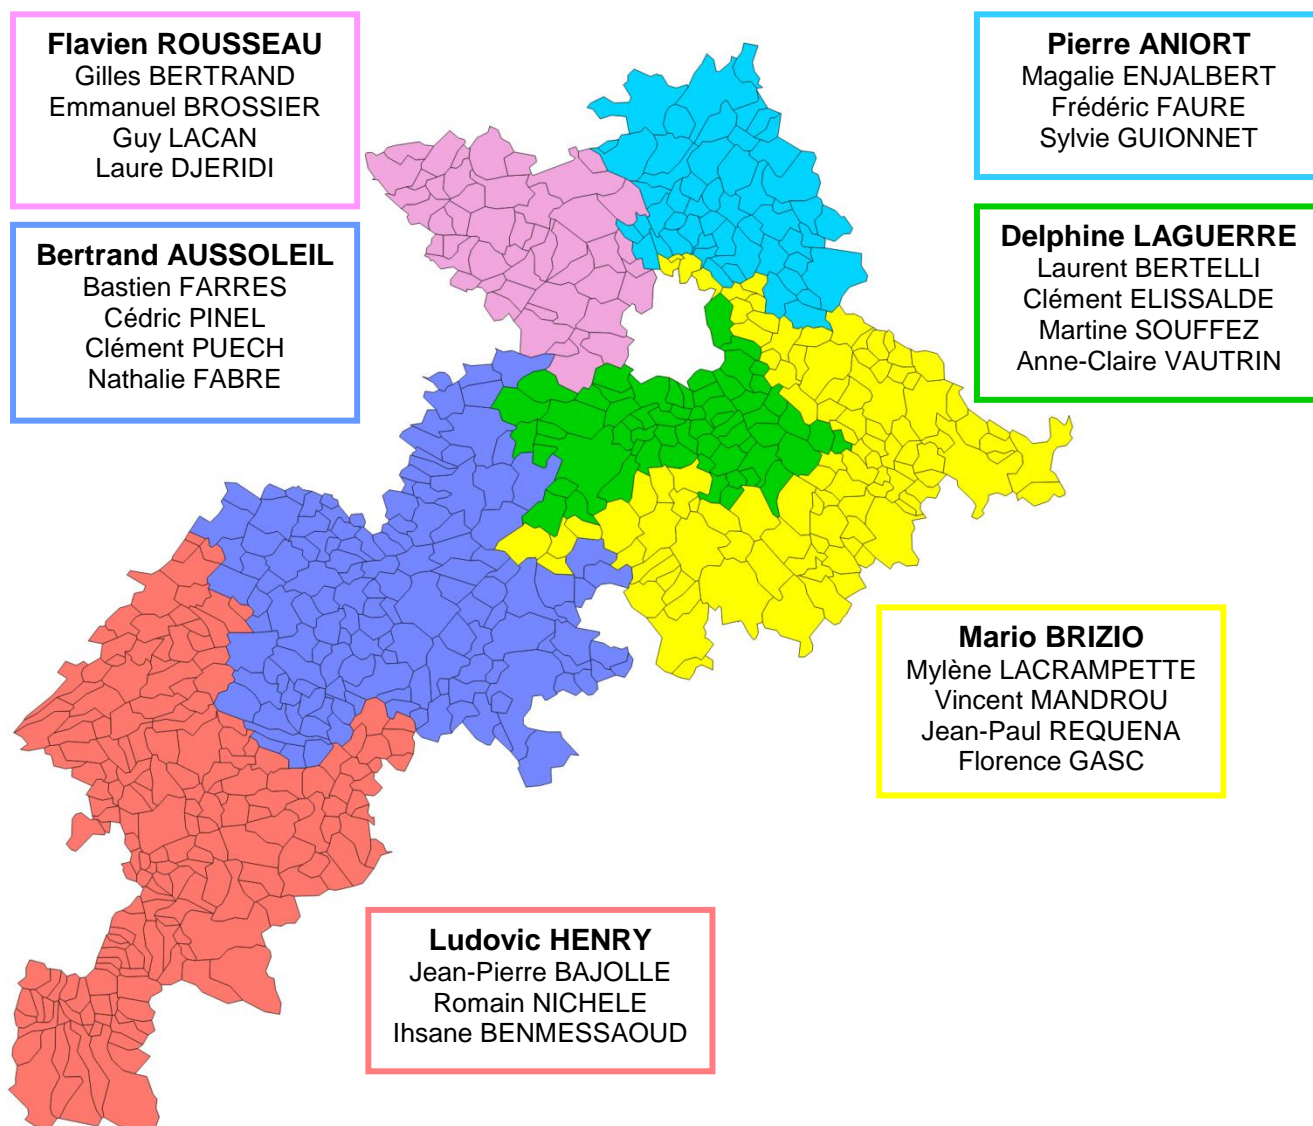 Flavien ROUSSEAU
Gilles BERTRAND
Emmanuel BROSSIER
Guy LACAN
Laure DJERIDI
Pierre ANIORT
Magalie ENJALBERT
Frédéric FAURE
Sylvie GUIONNET
Bertrand AUSSOLEIL
Bastien FARRES
Cédric PINEL
Clément PUECH
Nathalie FABRE
Delphine LAGUERRE
Laurent BERTELLI
Clément ELISSALDE
Martine SOUFFEZ
Anne-Claire VAUTRIN
Mario BRIZIO
Mylène LACRAMPETTE
Vincent MANDROU
Jean-Paul REQUENA
Florence GASC
Ludovic HENRY
Jean-Pierre BAJOLLE
Romain NICHELE
Ihsane BENMESSAOUD